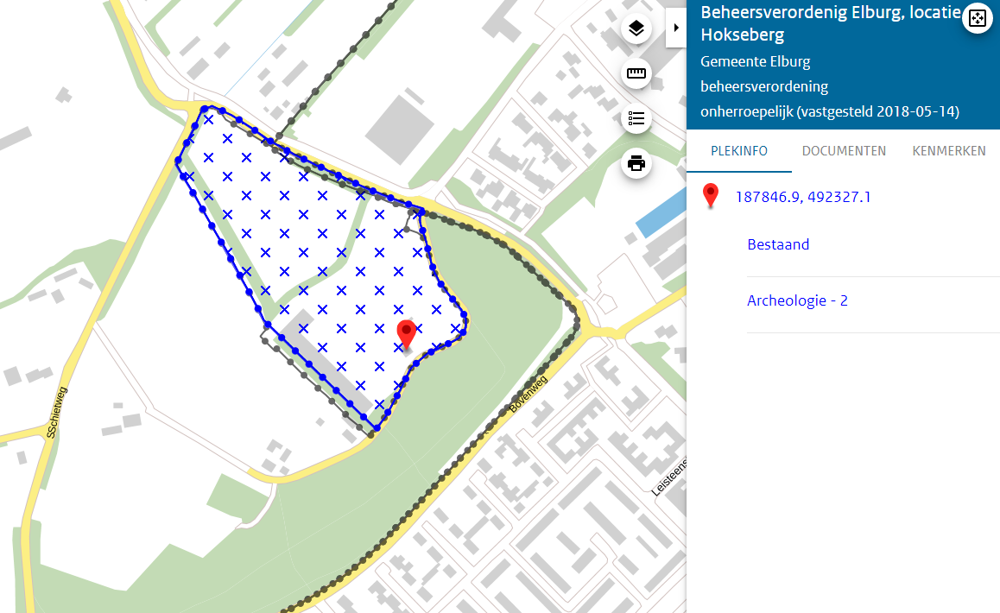 Beheersverordenig Elburg, locatie
Hokseberg
Gemeente Elburg
beheersverordening
onherroepelijk (vastgesteld 2018-05-14)
PLEKINFO
DOCUMENTEN
KENMERKEN
187846.9, 492327.1
Bestaand
Archeologie - 2
SSchietweg
Bovenweg